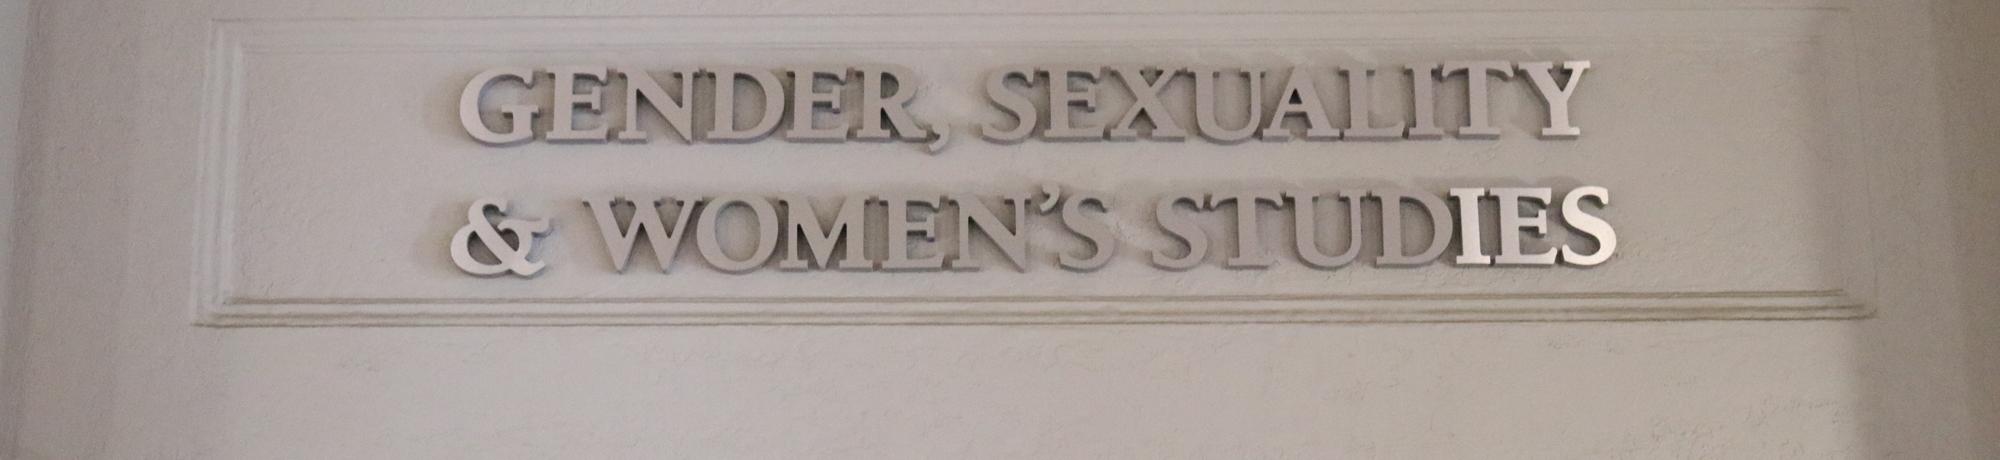 GENDER, SEXUALITY
& WOMEN'S STUDIES